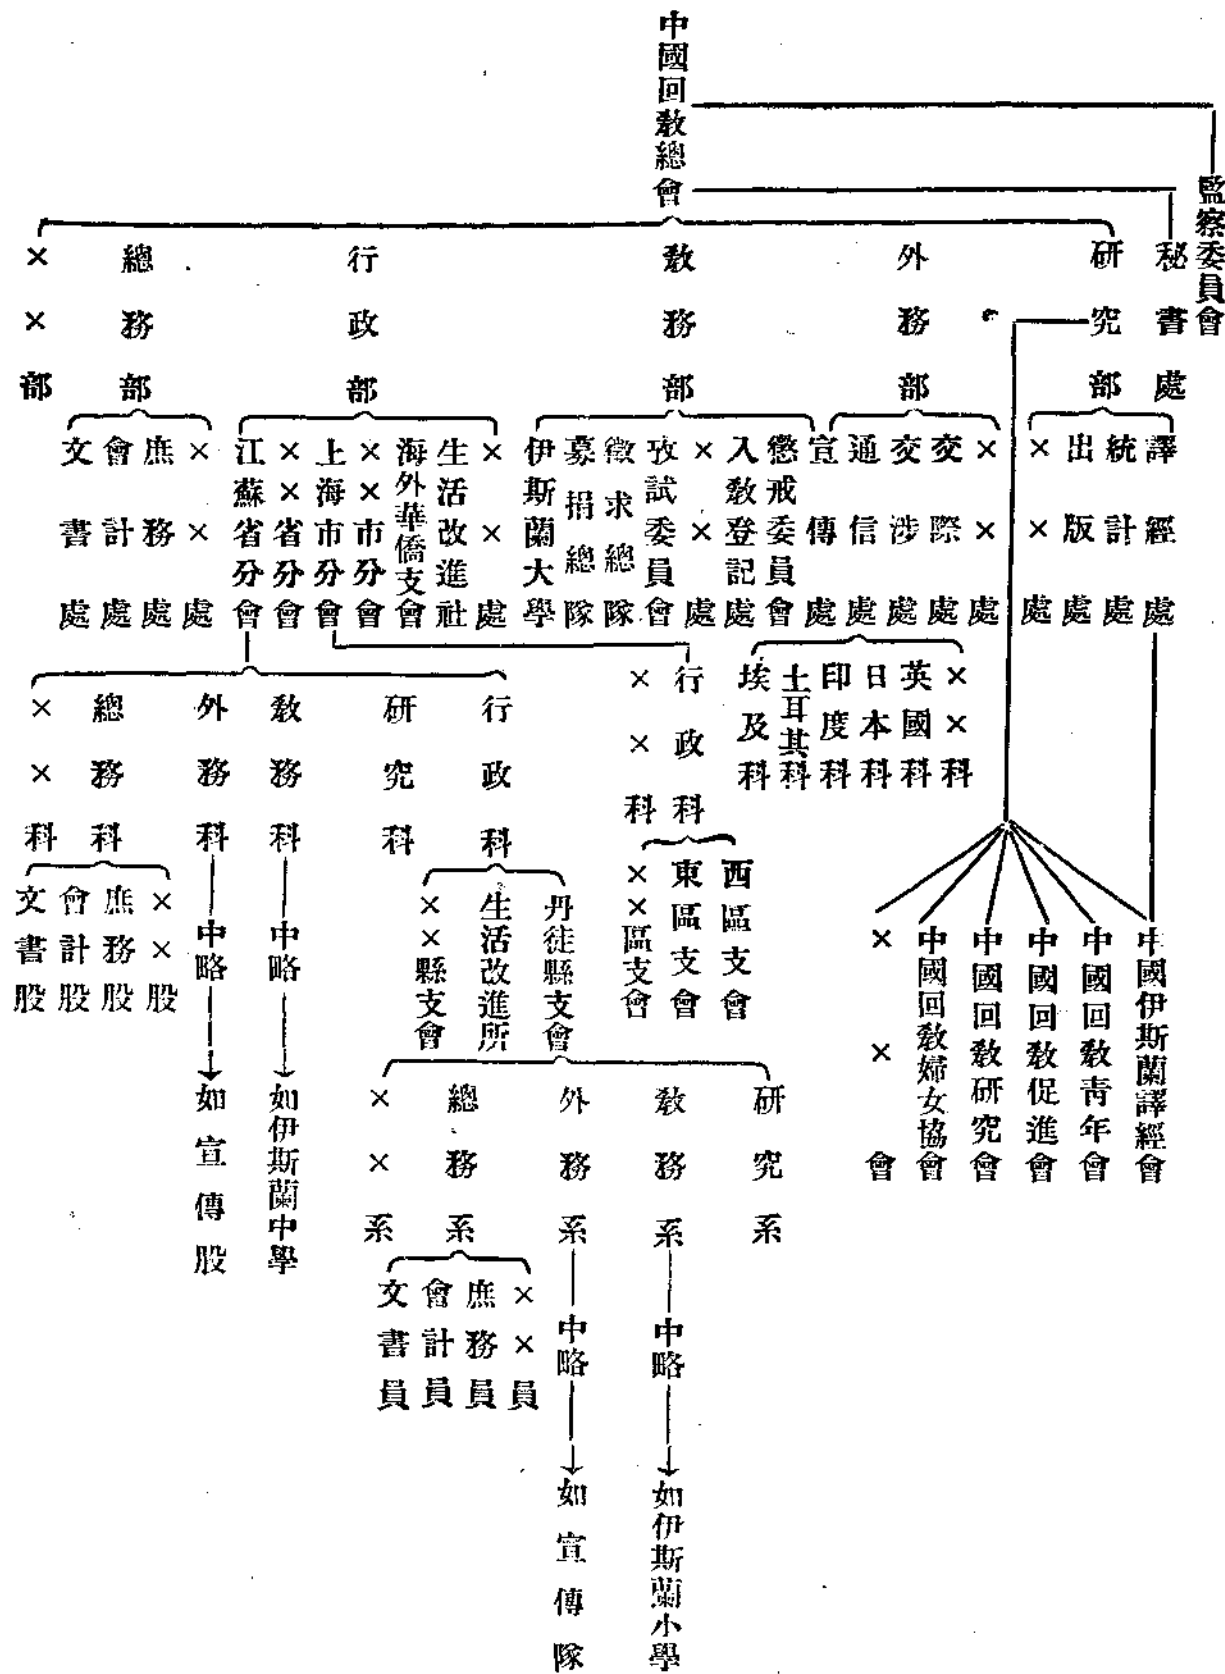 中國回教總會
監察委員會
秘書處
研究部
外務部
教務部
行政部
總務部
××部
譯經處
統計處
出版處
××處
××處
交際處
交涉處
通信處
宣傳處
懲戒委員會
入教登記處
××處
攷試委員會
徵求總隊
募捐總隊
伊斯蘭大學
××處
生活改進社
海外華僑支會
××市分會
上海市分會
××省分會
江蘇省分會
××處
庶務處
會計處
文書處
××科
英國科
日本科
印度科
土耳其科
埃及科
行政科
××科
行政科
研究科
教務科
外務科
總務科
××科
西區支會
東區支會
××區支會
丹徒縣支會
生活改進所
××縣支會
中略
如伊斯蘭中學
中略
如宣傳股
××股
庶務股
會計股
文書股
中國伊斯蘭譯經會
中國回教青年會
中國回教促進會
中國回教研究會
中國回教婦女協會
××會
研究系
教務系
外務系
總務系
××系
中略
如伊斯蘭小學
中略
如宣傳隊
××員
庶務員
會計員
文書員